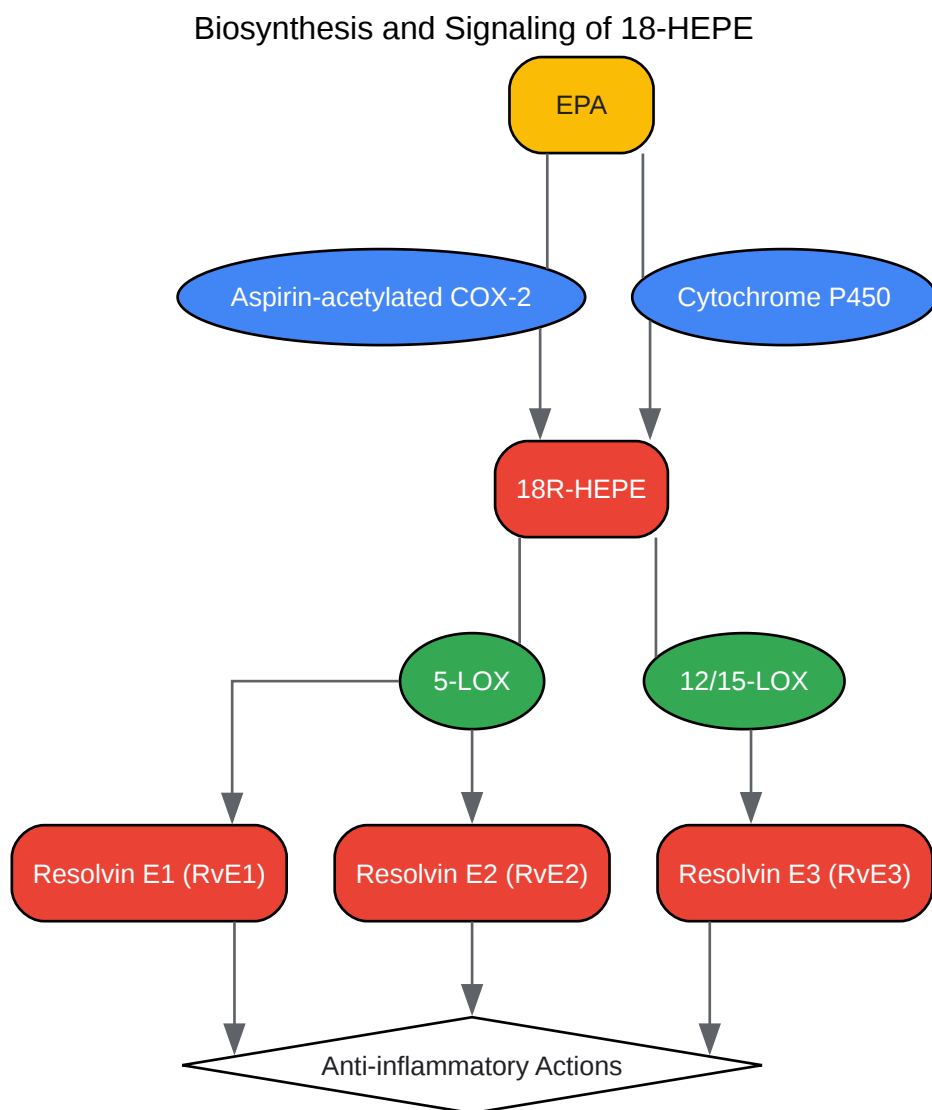 Biosynthesis and Signaling of 18-HEPE
EPA
Aspirin-acetylated COX-2
Cytochrome P450
18R-HEPE
5-LOX
12/15-LOX
Resolvin E1 (RvE1)
Resolvin E2 (RvE2)
Resolvin E3 (RvE3)
Anti-inflammatory Actions